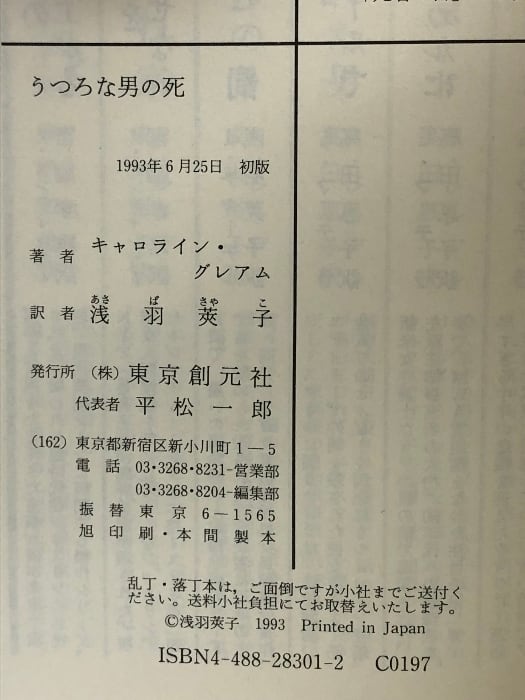 うつろな男の死
1993年6月25日 初版
著者 キャロライン・
グレアム
あさ ば さや こ
訳者 浅羽莢子
発行所 (株) 東京創元社
代表者 平松一郎
(162) 東京都新宿区新小川町1―5
電話 03・3268・8231-営業部
03・3268・8204-編集部
振替東京6―1565
旭印刷・本間製本
乱丁・落丁本は,ご面倒ですが小社までご送付く
ださい。送料小社負担にてお取替えいたします。
©浅羽莢子 1993 Printed in Japan
ISBN4-488-28301-2 C0197